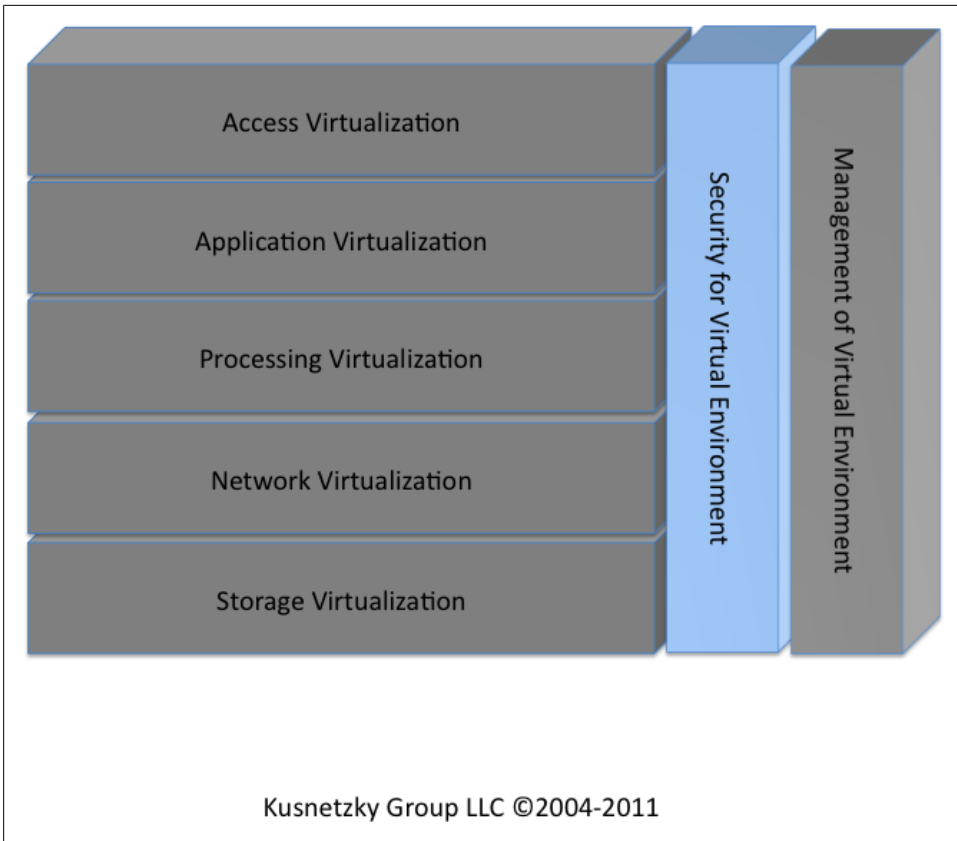 Access Virtualization
Application Virtualization
Processing Virtualization
Network Virtualization
Storage Virtualization
Security for Virtual Environment
Management of Virtual Environment
Kusnetzky Group LLC ©2004-2011